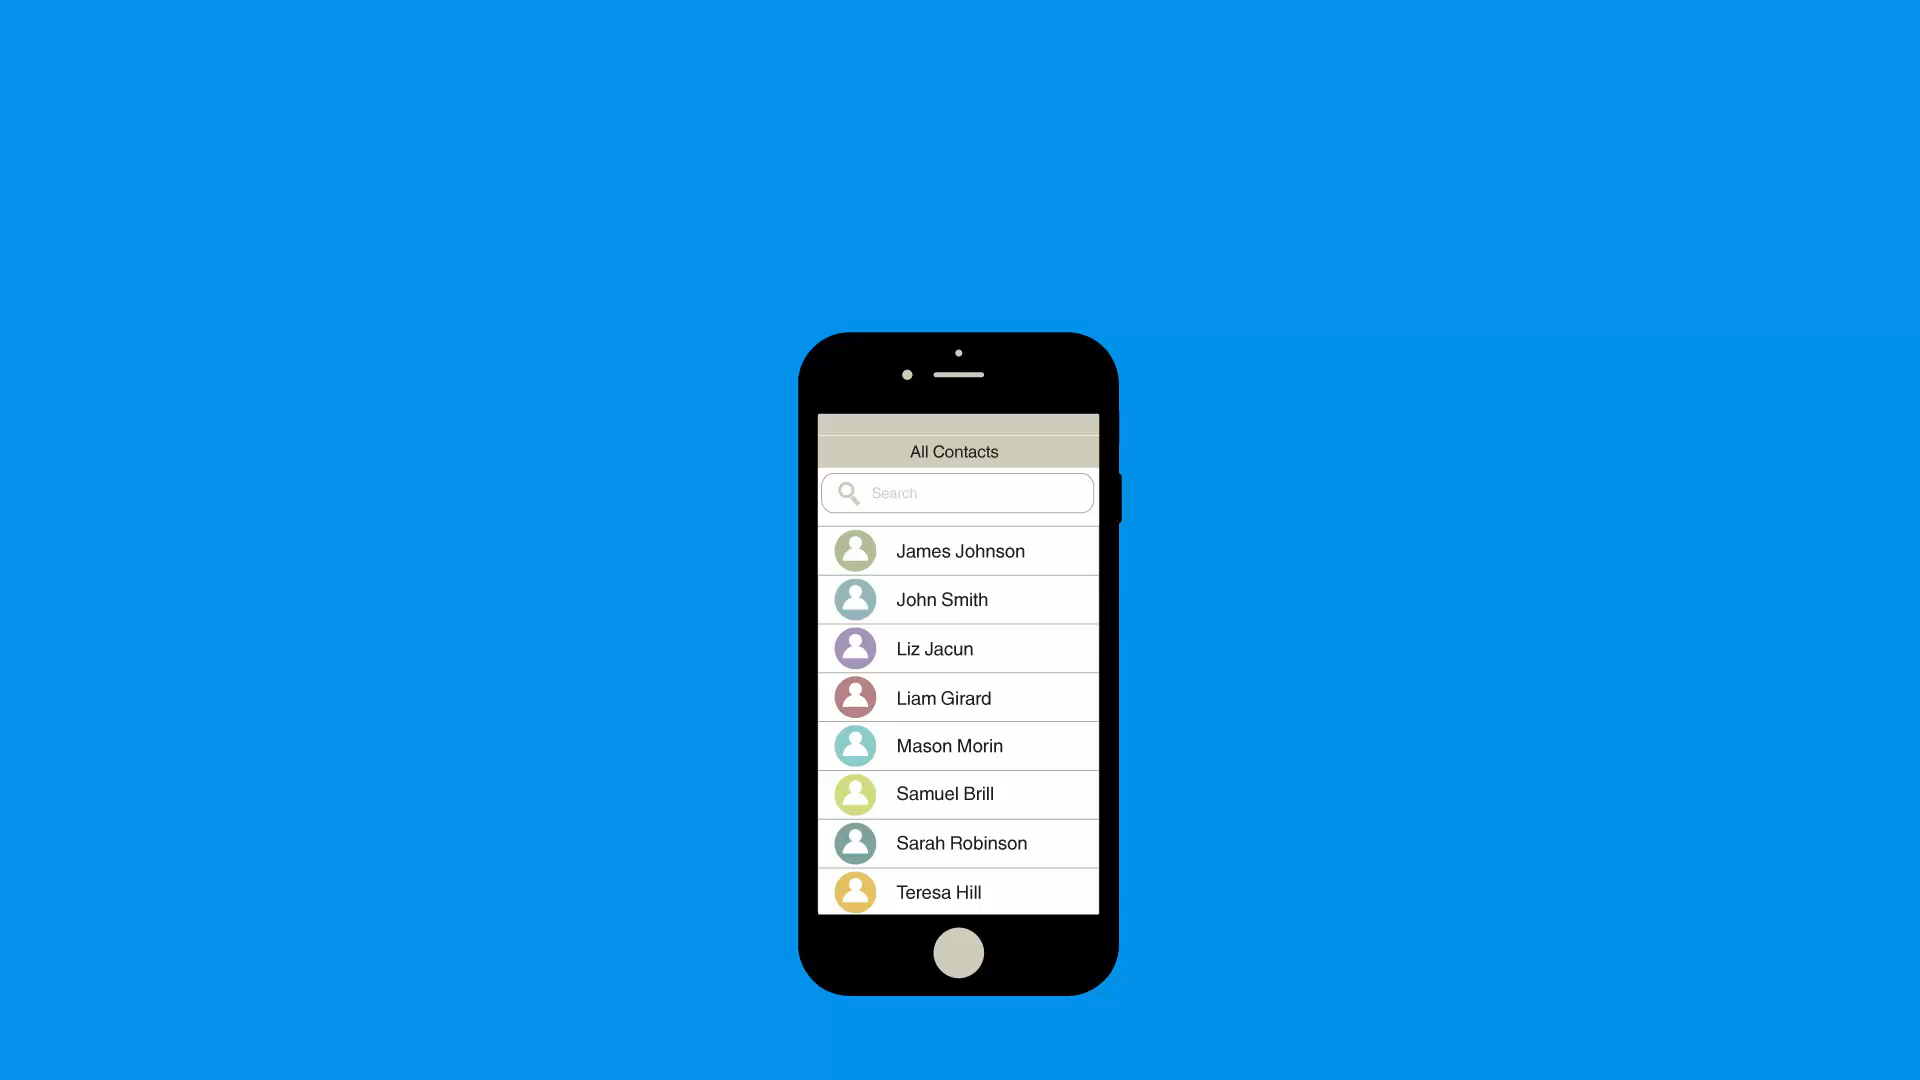 All Contacts
Search
James Johnson
John Smith
Liz Jacun
Liam Girard
Mason Morin
Samuel Brill
Sarah Robinson
Teresa Hill